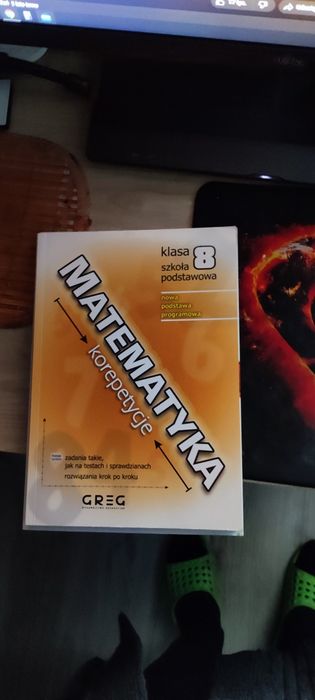 klasa 8
szkoła
podstawowa
nowa
podstawa
programowa
MATEMATYKA
korepetycje
zadania takie,
jak na testach i sprawdzianach
rozwiązania krok po kroku
GREG